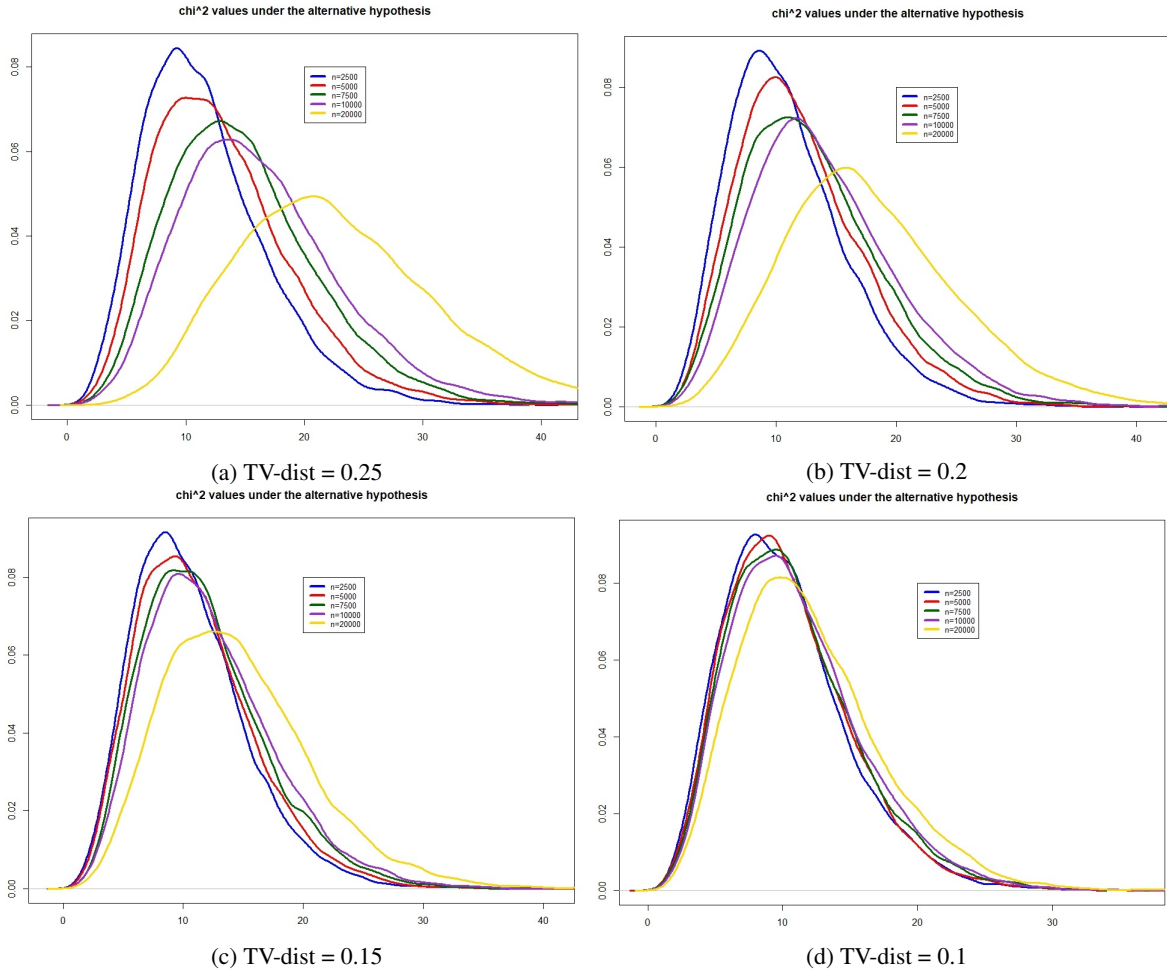 chi^2 values under the alternative hypothesis
0.08
0.06
0.04
0.02
0.00
n=2500
n=5000
n=7500
n=10000
n=20000
0 10 20 30 40
(a) TV-dist = 0.25
chi^2 values under the alternative hypothesis
0.08
0.06
0.04
0.02
0.00
n=2500
n=5000
n=7500
n=10000
n=20000
0 10 20 30 40
(b) TV-dist = 0.2
chi^2 values under the alternative hypothesis
0.08
0.06
0.04
0.02
0.00
n=2500
n=5000
n=7500
n=10000
n=20000
0 10 20 30 40
(c) TV-dist = 0.15
chi^2 values under the alternative hypothesis
0.08
0.06
0.04
0.02
0.00
n=2500
n=5000
n=7500
n=10000
n=20000
0 10 20 30
(d) TV-dist = 0.1